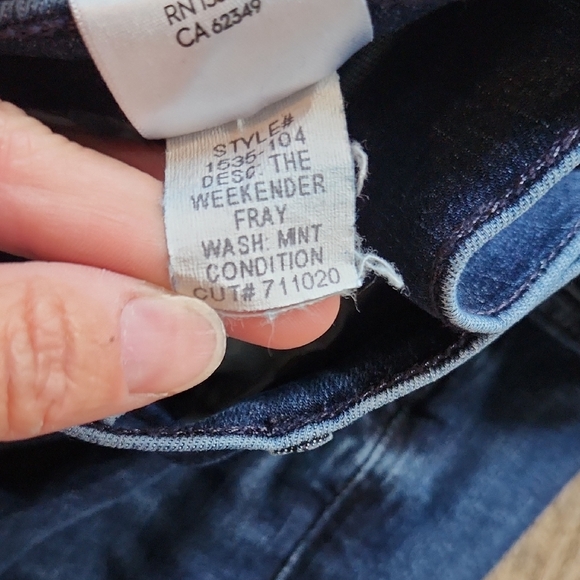 CA 62349
STYLE#
1535-104
DESC: THE
WEEKENDER
FRAY
WASH: MINT
CONDITION
CUT# 711020